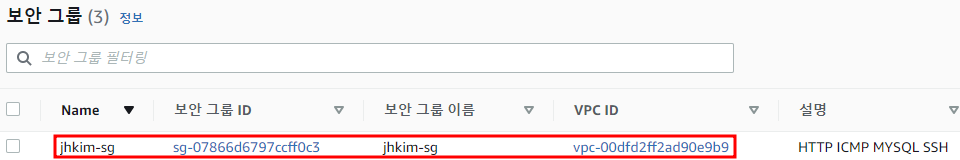 보안 그룹 (3) 정보
보안 그룹 필터링
Name 보안 그룹 ID 보안 그룹 이름 VPC ID 설명
jhkim-sg sg-07866d6797ccff0c3 jhkim-sg vpc-00dfd2ff2ad90e9b9 HTTP ICMP MYSQL SSH